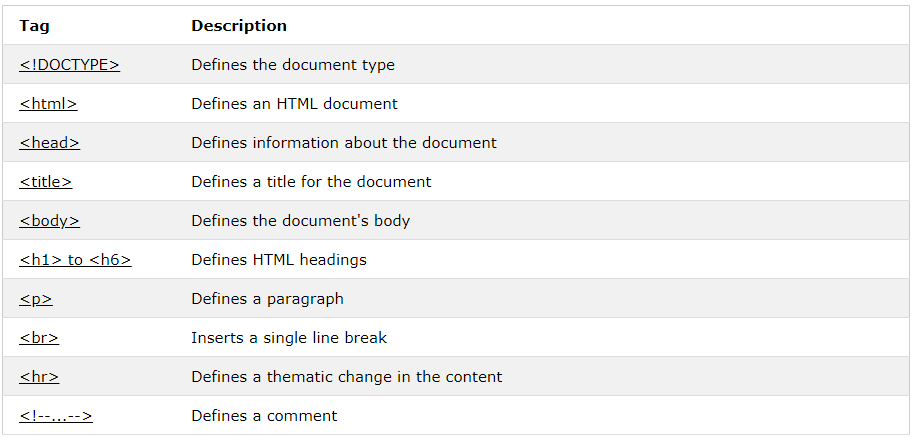 Tag Description
<!DOCTYPE> Defines the document type
<html> Defines an HTML document
<head> Defines information about the document
<title> Defines a title for the document
<body> Defines the document's body
<h1> to <h6> Defines HTML headings
<p> Defines a paragraph
<br> Inserts a single line break
<hr> Defines a thematic change in the content
<!--...--> Defines a comment